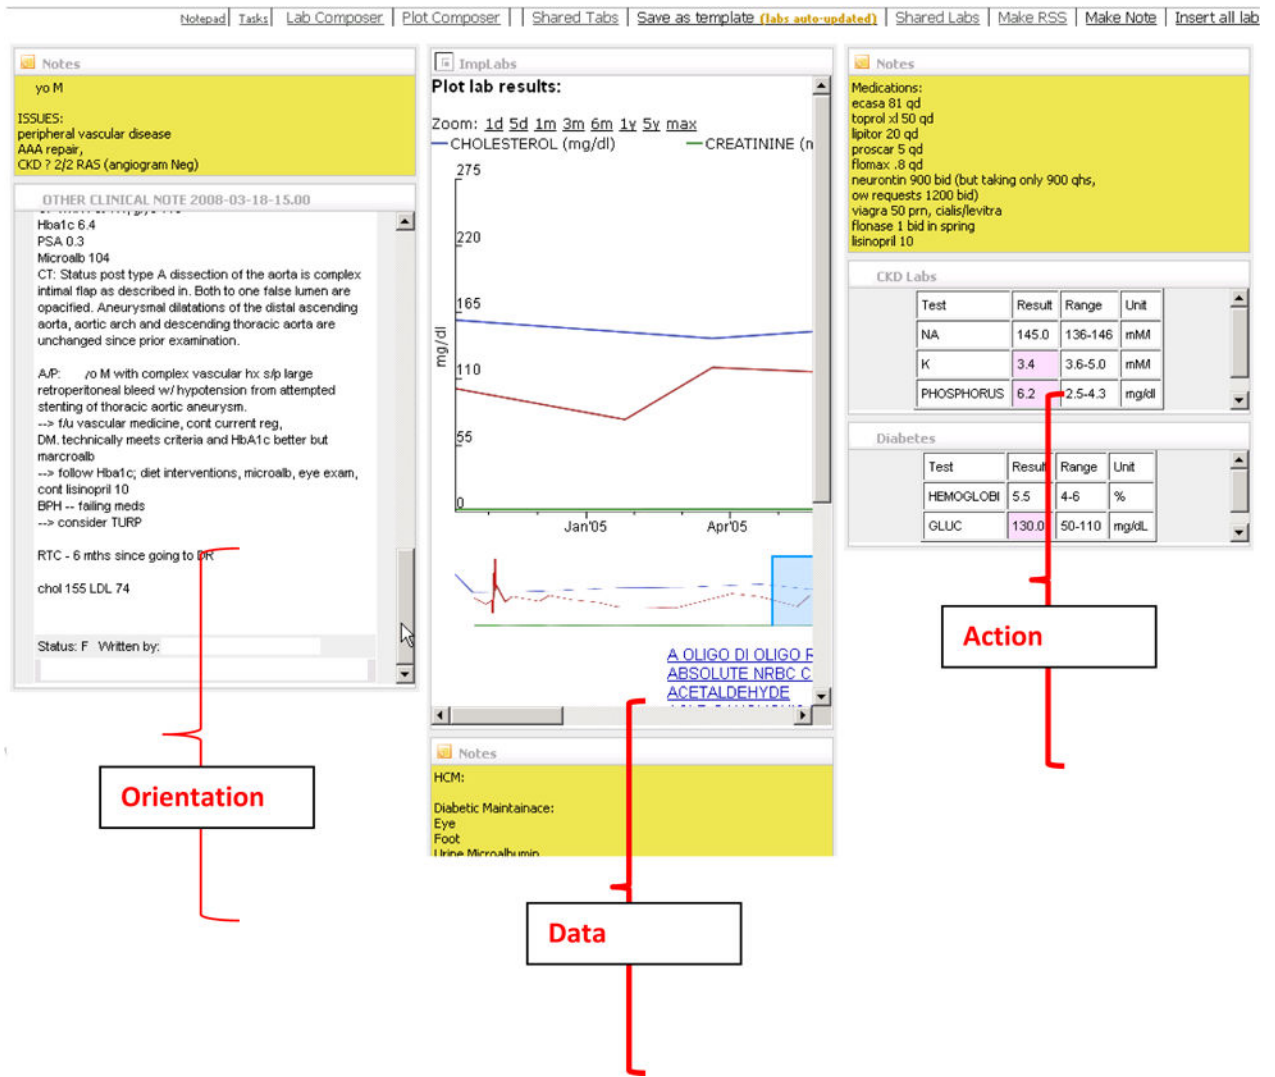 Notepad | Tasks | Lab Composer | Plot Composer | | Shared Tabs | Save as template (labs auto-updated) | Shared Labs | Make RSS | Make Note | Insert all lab
Notes
yo M
ISSUES:
peripheral vascular disease
AAA repair,
CKD ? 2/2 RAS (angiogram Neg)
OTHER CLINICAL NOTE 2008-03-18-15.00
Hba1c 6.4
PSA 0.3
Microalb 104
CT: Status post type A dissection of the aorta is complex
intimal flap as described in. Both to one false lumen are
opacified. Aneurysmal dilatations of the distal ascending
aorta, aortic arch and descending thoracic aorta are
unchanged since prior examination.
A/P: /o M with complex vascular hx s/p large
retroperitoneal bleed w/ hypotension from attempted
stenting of thoracic aortic aneurysm.
--> f/u vascular medicine, cont current reg,
DM. technically meets criteria and HbA1c better but
marcroalb
--> follow Hba1c; diet interventions, microalb, eye exam,
cont lisinopril 10
BPH -- failing meds
--> consider TURP
RTC - 6 mths since going to DR
chol 155 LDL 74
Status: F Written by:
Orientation
ImpLabs
Plot lab results:
Zoom: 1d 5d 1m 3m 6m 1y 5y max
CHOLESTEROL (mg/dl) CREATININE (n
275
220
165
110
55
0
mg/dl
Jan'05 Apr'05
A OLIGO DI OLIGO R
ABSOLUTE NRBC C
ACETALDEHYDE
Notes
HCM:
Diabetic Maintainace:
Eye
Foot
Urine Microalbumin
Data
Notes
Medications:
ecasa 81 qd
toprol xl 50 qd
lipitor 20 qd
proscar 5 qd
flomax .8 qd
neurontin 900 bid (but taking only 900 qhs,
ow requests 1200 bid)
viagra 50 prn, cialis/levitra
flonase 1 bid in spring
lisinopril 10
CKD Labs
Test Result Range Unit
NA 145.0 136-146 mM/l
K 3.4 3.6-5.0 mM/l
PHOSPHORUS 6.2 2.5-4.3 mg/dl
Diabetes
Test Result Range Unit
HEMOGLOBI 5.5 4-6 %
GLUC 130.0 50-110 mg/dL
Action